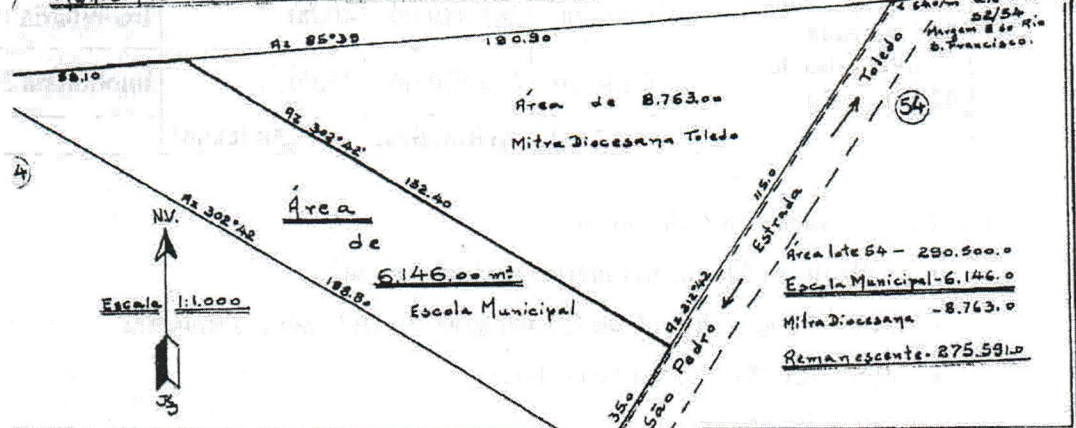 52/54
Margem E do Rio
S. Francisco.
Az 85°39
190.90
58.10
Área de 8.763.00
Mitra Diocesana Toledo
Az 302°42'
132.40
Az 302°42
198.80
NV.
Escala 1:1.000
4
Área
de
6.146.00 m²
Escola Municipal
Toledo
54
115.0
Estrada
Az 212°42
São Pedro
35.0
Área lote 54 - 290.500.0
Escola Municipal - 6.146.0
Mitra Diocesana - 8.763.0
Remanescente - 275.591.0